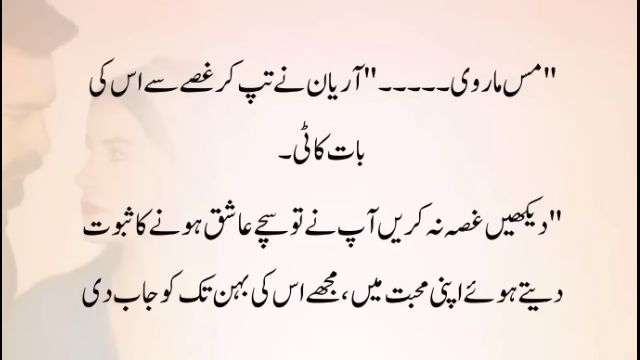 "مس ماروی۔۔۔۔۔" آریان نے تپ کر غصے سے اس کی
بات کاٹی۔
"دیکھیں غصہ نہ کریں آپ نے تو سچے عاشق ہونے کا ثبوت
دیتے ہوئے اپنی محبت میں، مجھے اس کی بہن تک کو جاب دی